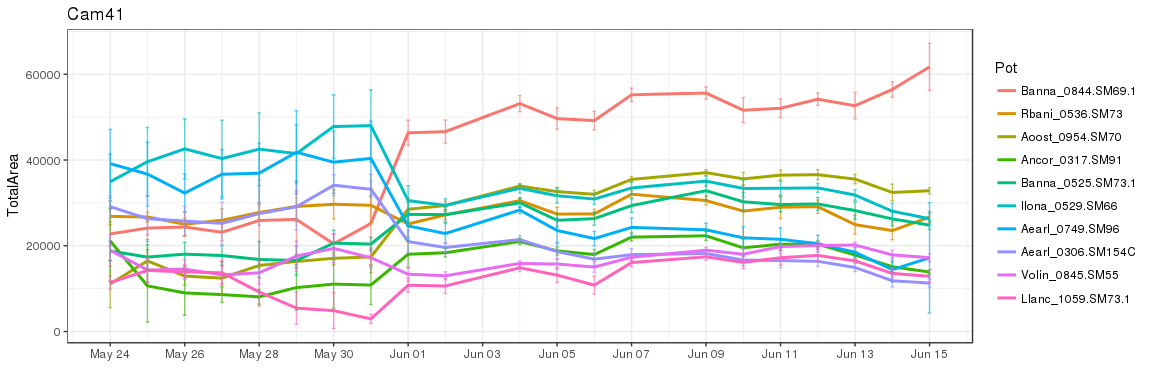 Cam41
TotalArea
60000
40000
20000
0
May 24
May 26
May 28
May 30
Jun 01
Jun 03
Jun 05
Jun 07
Jun 09
Jun 11
Jun 13
Jun 15
Pot
Banna_0844.SM69.1
Rbani_0536.SM73
Aoost_0954.SM70
Ancor_0317.SM91
Banna_0525.SM73.1
Ilona_0529.SM66
Aearl_0749.SM96
Aearl_0306.SM154C
Volin_0845.SM55
Llanc_1059.SM73.1